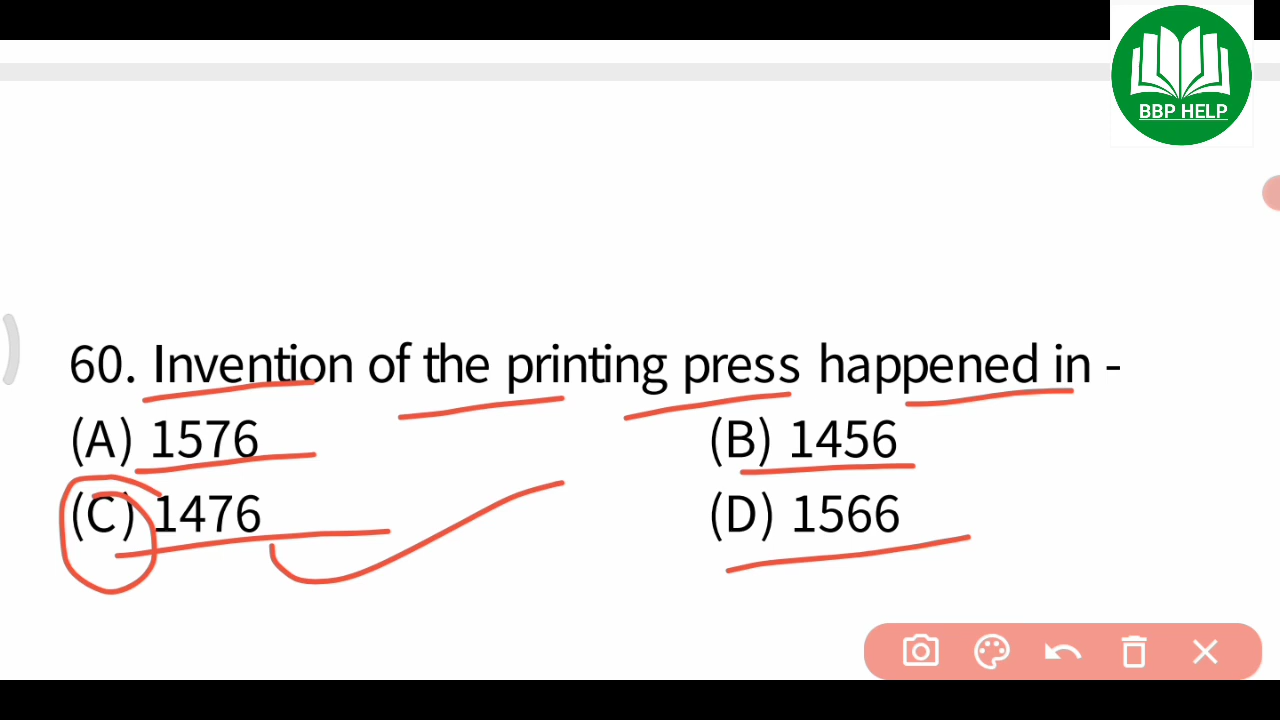 BBP HELP
60. Invention of the printing press happened in -
(A) 1576 (B) 1456
(C) 1476 (D) 1566